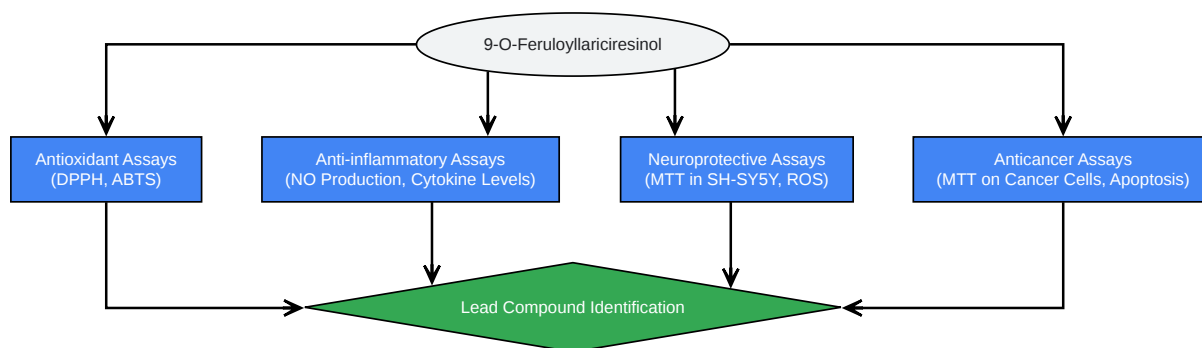 9-O-Feruloyllariciresinol
Antioxidant Assays
(DPPH, ABTS)
Anti-inflammatory Assays
(NO Production, Cytokine Levels)
Neuroprotective Assays
(MTT in SH-SY5Y, ROS)
Anticancer Assays
(MTT on Cancer Cells, Apoptosis)
Lead Compound Identification